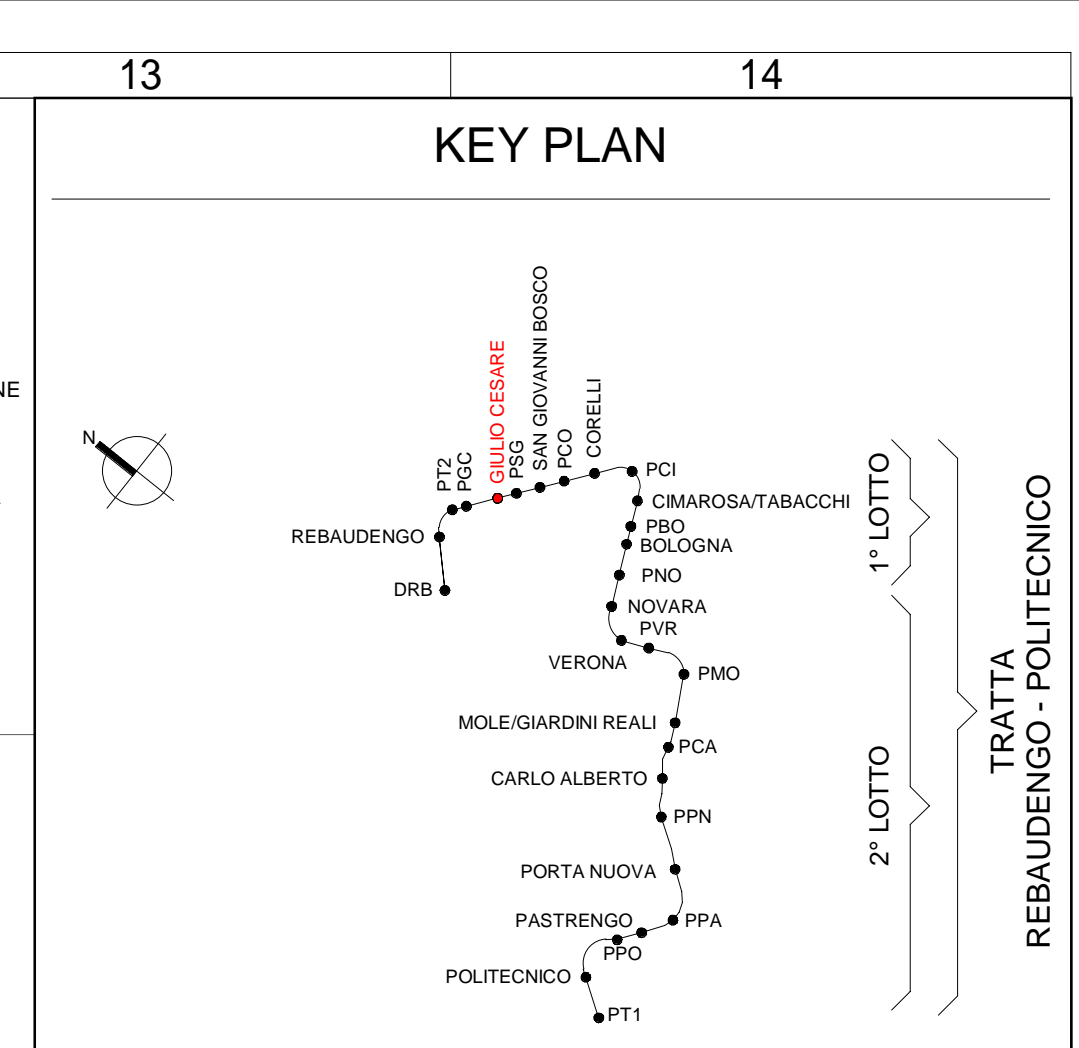 13
14
KEY PLAN
NE
N
PT2
PGC
GIULIO CESARE
PSG
SAN GIOVANNI BOSCO
PCO
CORELLI
PCI
CIMAROSA/TABACCHI
REBAUDENGO
PBO
BOLOGNA
DRB
PNO
NOVARA
PVR
VERONA
PMO
MOLE/GIARDINI REALI
PCA
CARLO ALBERTO
PPN
PORTA NUOVA
PASTRENGO
PPA
PPO
POLITECNICO
PT1
1° LOTTO
2° LOTTO
TRATTA
REBAUDENGO - POLITECNICO